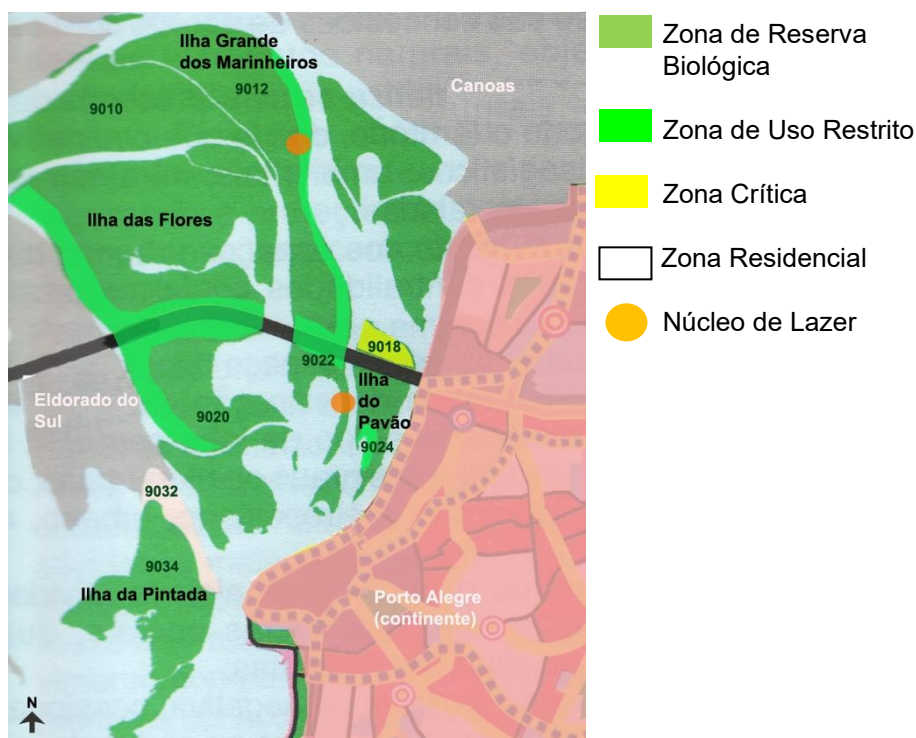 Ilha Grande
dos Marinheiros
9012
Canoas
9010
Ilha das Flores
9018
9022
Ilha
do
Pavão
Eldorado do
Sul
9020
9024
9032
9034
Ilha da Pintada
Porto Alegre
(continente)
N
Zona de Reserva
Biológica
Zona de Uso Restrito
Zona Crítica
Zona Residencial
Núcleo de Lazer